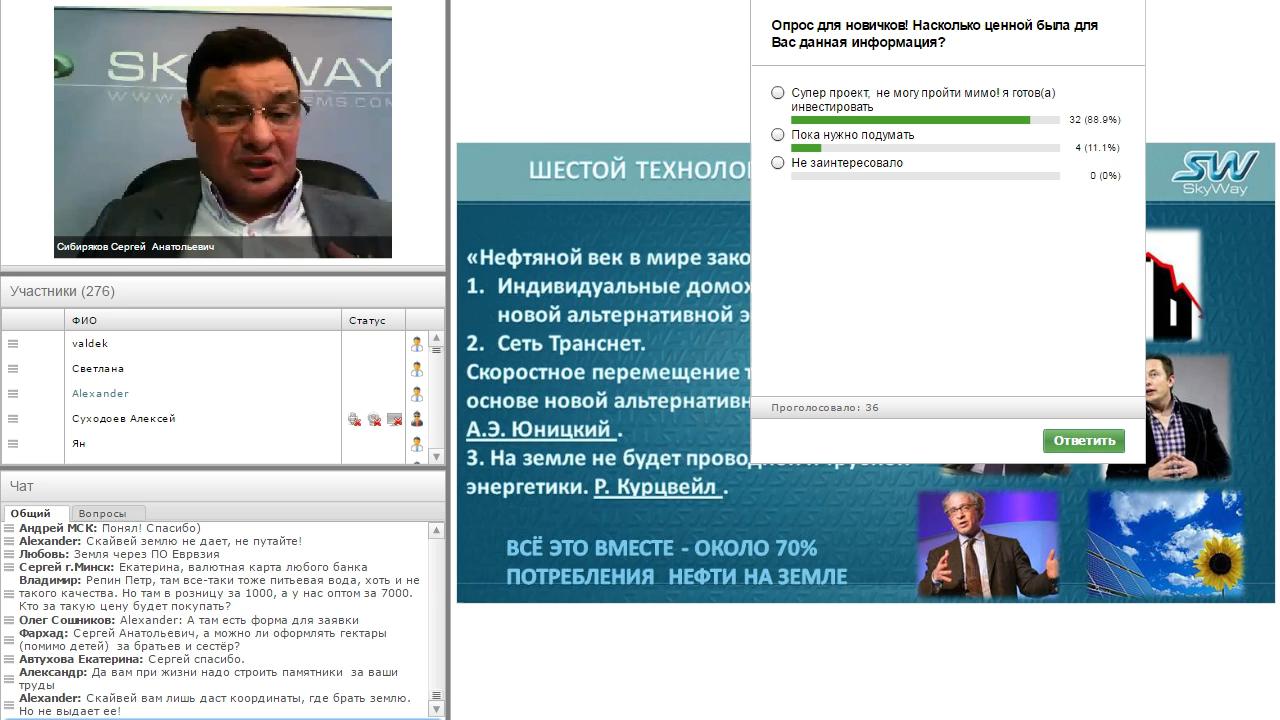 SK WAY
WW EMS.COM
Сибиряков Сергей Анатольевич
Участники (276)
ФИО
Статус
valdek
Светлана
Alexander
Суходоев Алексей
Ян
Чат
Общий
Вопросы
Андрей МСК: Понял! Спасибо)
Alexander: Скайвей землю не дает, не путайте!
Любовь: Земля через ПО Еврвзия
Сергей г.Минск: Екатерина, валютная карта любого банка
Владимир: Репин Петр, там все-таки тоже питьевая вода, хоть и не
такого качества. Но там в розницу за 1000, а у нас оптом за 7000.
Кто за такую цену будет покупать?
Олег Сошников: Alexander: А там есть форма для заявки
Фархад: Сергей Анатольевич, а можно ли оформлять гектары
(помимо детей) за братьев и сестёр?
Автухова Екатерина: Сергей спасибо.
Александр: Да вам при жизни надо строить памятники за ваши
труды
Alexander: Скайвей вам лишь даст координаты, где брать землю.
Но не выдает ее!
ШЕСТОЙ ТЕХНОЛО
SW
SkyWay
«Нефтяной век в мире зако
1. Индивидуальные домох
новой альтернативной э
2. Сеть Транснет.
Скоростное перемещение
основе новой альтернативн
А.Э. Юницкий .
3. На земле не будет проводной и трубной
энергетики. Р. Курцвейл .
ВСЁ ЭТО ВМЕСТЕ - ОКОЛО 70%
ПОТРЕБЛЕНИЯ НЕФТИ НА ЗЕМЛЕ
Опрос для новичков! Насколько ценной была для
Вас данная информация?
Супер проект, не могу пройти мимо! я готов(а)
инвестировать
32 (88.9%)
Пока нужно подумать
4 (11.1%)
Не заинтересовало
0 (0%)
Проголосовало: 36
Ответить